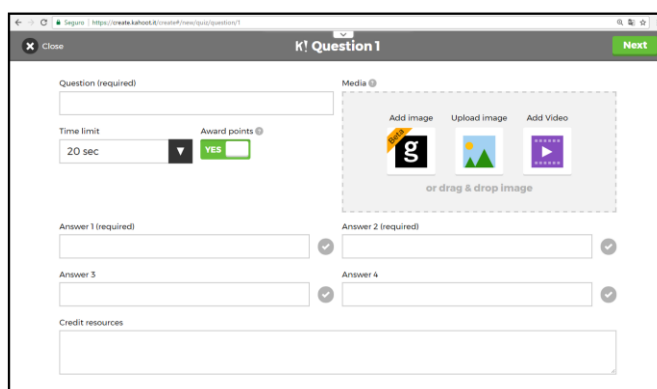 Seguro | https://create.kahoot.it/create#/new/quiz/question/1
Close
K! Question 1
Next
Question (required)
Media
Time limit
Award points
20 sec
YES
Add image
Upload image
Add Video
Beta
g
or drag & drop image
Answer 1 (required)
Answer 2 (required)
Answer 3
Answer 4
Credit resources